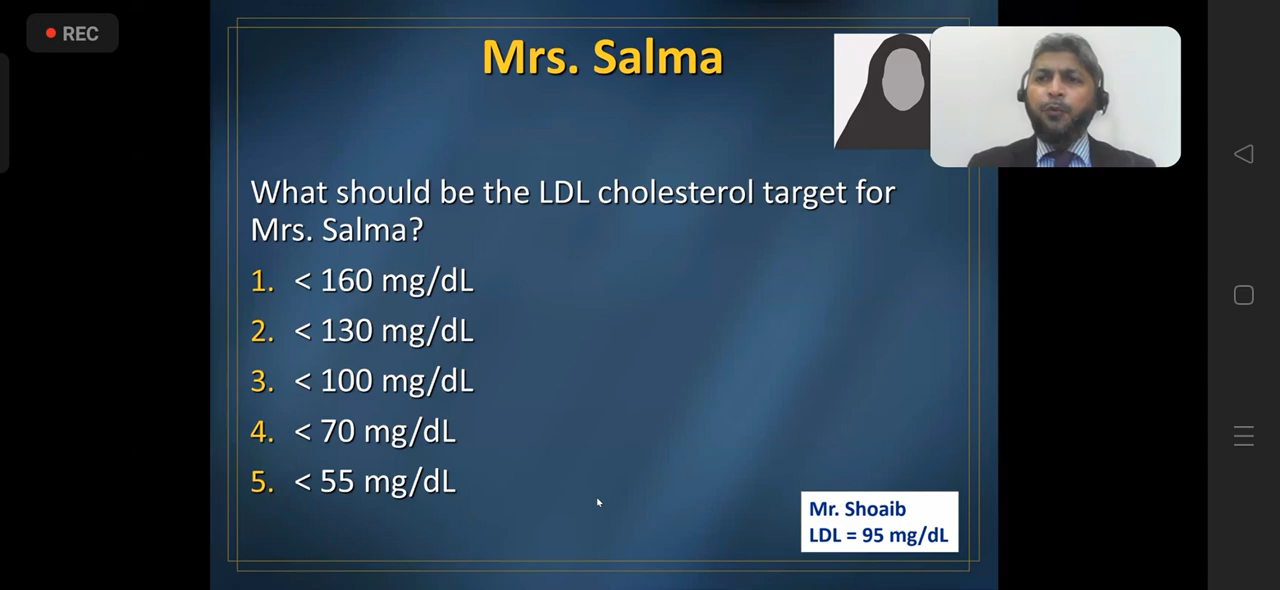 REC
Mrs. Salma
What should be the LDL cholesterol target for
Mrs. Salma?
1. < 160 mg/dL
2. < 130 mg/dL
3. < 100 mg/dL
4. < 70 mg/dL
5. < 55 mg/dL
Mr. Shoaib
LDL = 95 mg/dL